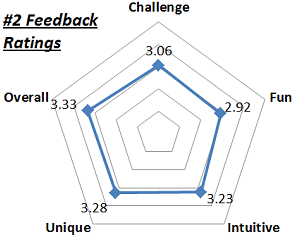 #2 Feedback
Ratings
Challenge
3.06
Overall
3.33
2.92
Fun
3.28
3.23
Unique
Intuitive